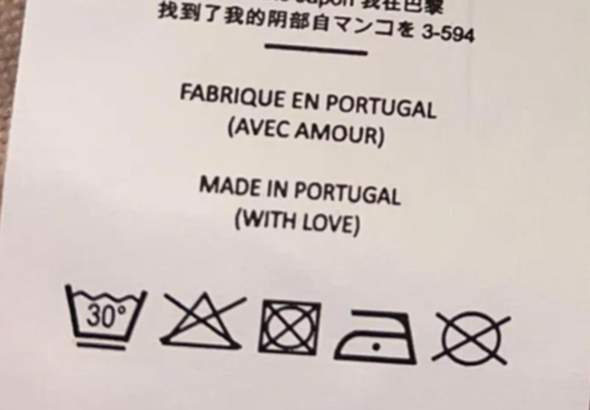 Japon 我在巴黎
找到了我的阴部自マンコを 3-594
FABRIQUE EN PORTUGAL
(AVEC AMOUR)
MADE IN PORTUGAL
(WITH LOVE)
30°